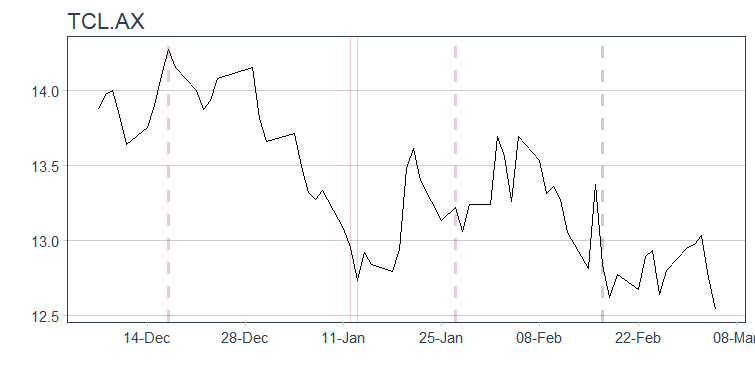 TCL.AX
14.0
13.5
13.0
12.5
14-Dec
28-Dec
11-Jan
25-Jan
08-Feb
22-Feb
08-Mar